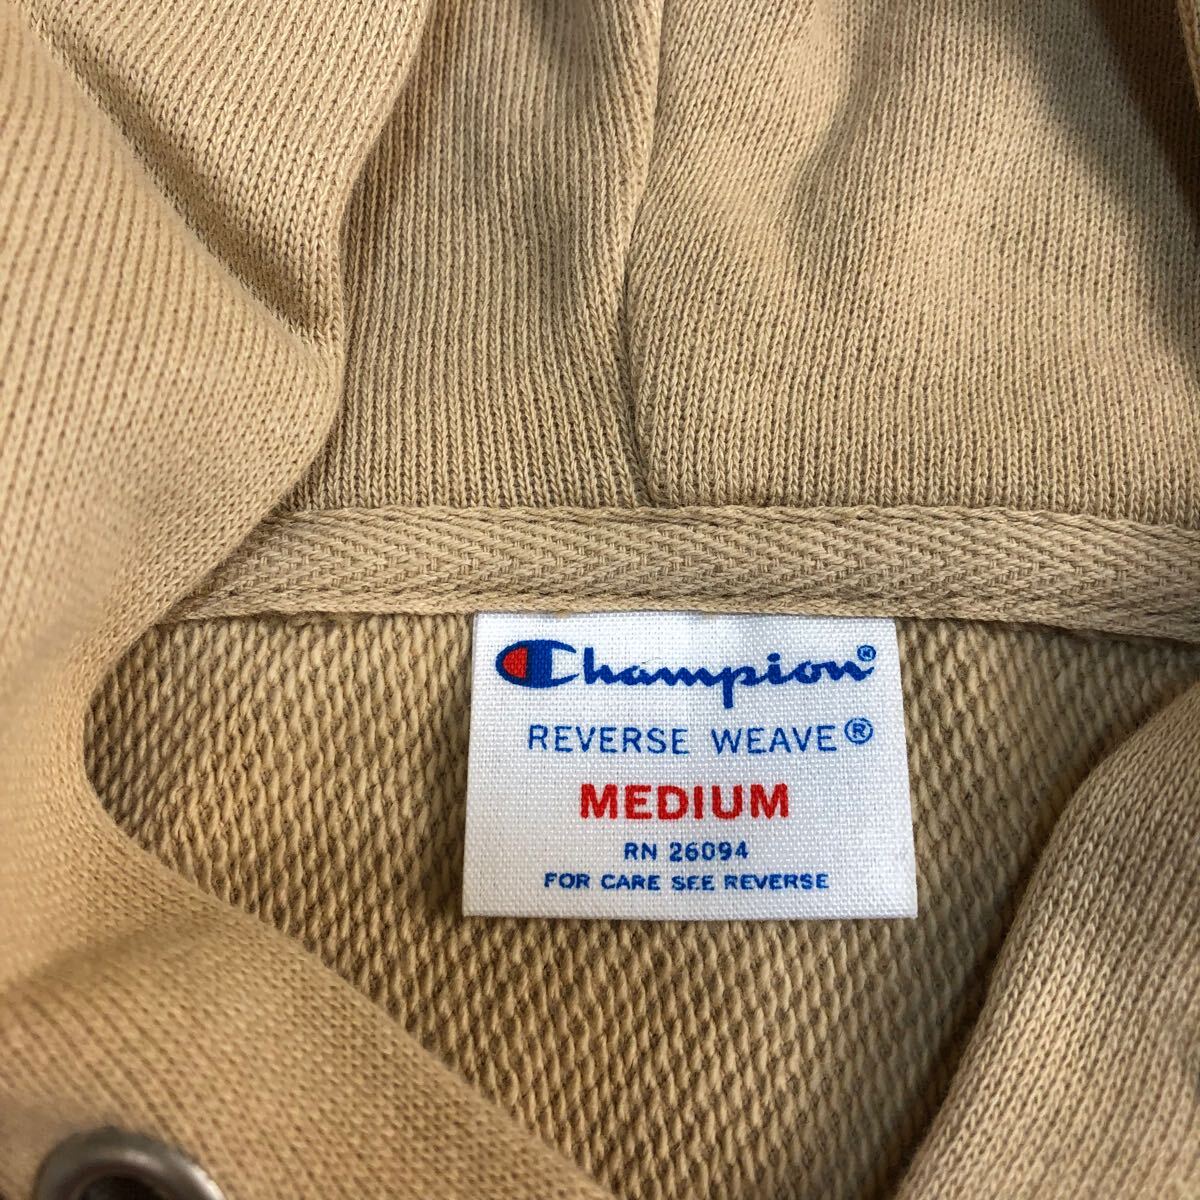 Champion®
REVERSE WEAVE®
MEDIUM
RN 26094
FOR CARE SEE REVERSE